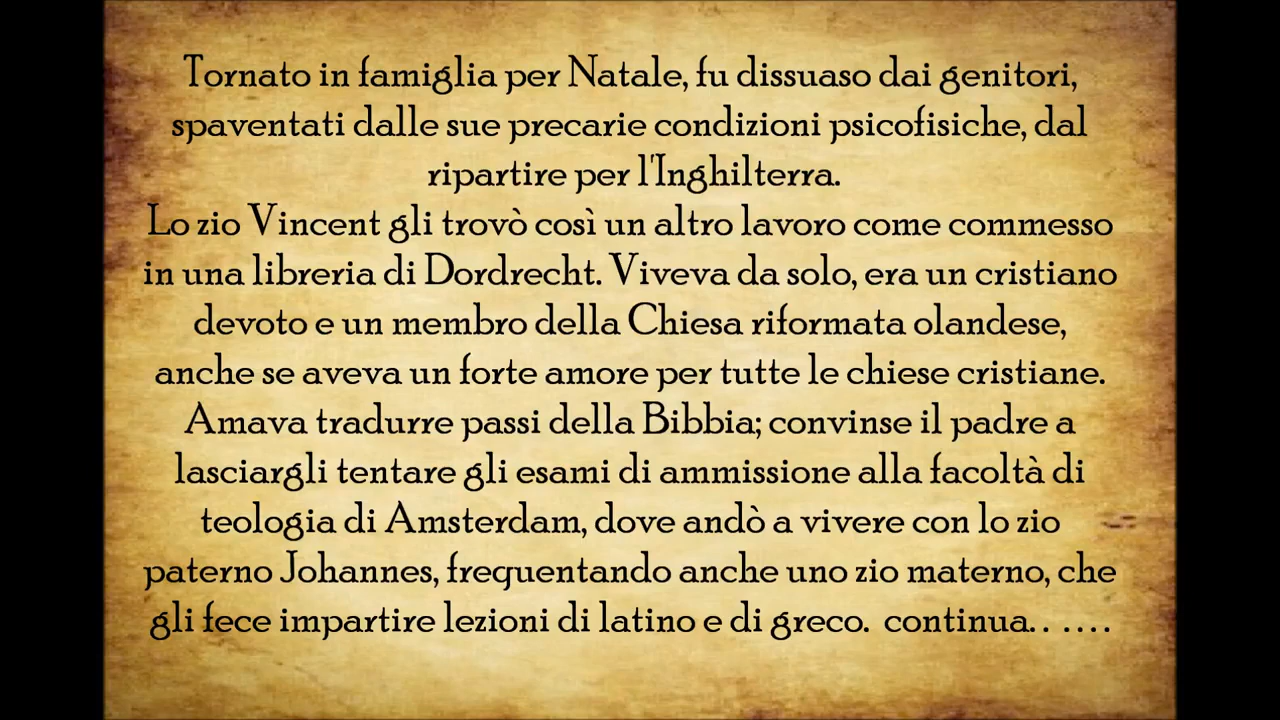 Tornato in famiglia per Natale, fu dissuaso dai genitori,
spaventati dalle sue precarie condizioni psicofisiche, dal
ripartire per l'Inghilterra.
Lo zio Vincent gli trovò così un altro lavoro come commesso
in una libreria di Dordrecht. Viveva da solo, era un cristiano
devoto e un membro della Chiesa riformata olandese,
anche se aveva un forte amore per tutte le chiese cristiane.
Amava tradurre passi della Bibbia; convinse il padre a
lasciargli tentare gli esami di ammissione alla facoltà di
teologia di Amsterdam, dove andò a vivere con lo zio
paterno Johannes, frequentando anche uno zio materno, che
gli fece impartire lezioni di latino e di greco.  continua.. ....